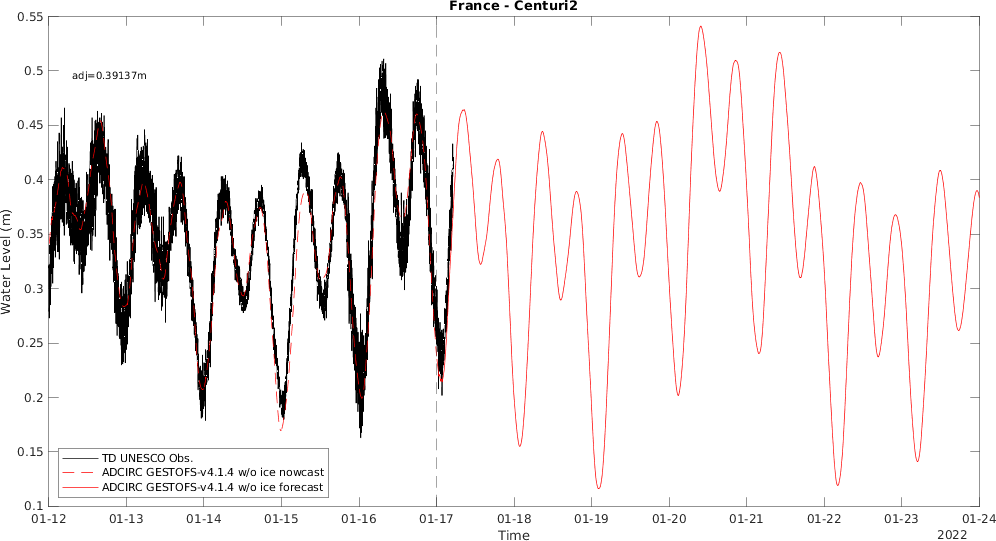 France - Centuri2
0.55
0.5
0.45
0.4
0.35
0.3
0.25
0.2
0.15
0.1
Water Level (m)
adj=0.39137m
TD UNESCO Obs.
ADCIRC GESTOFS-v4.1.4 w/o ice nowcast
ADCIRC GESTOFS-v4.1.4 w/o ice forecast
01-12 01-13 01-14 01-15 01-16 01-17 01-18 01-19 01-20 01-21 01-22 01-23 01-24
Time
2022